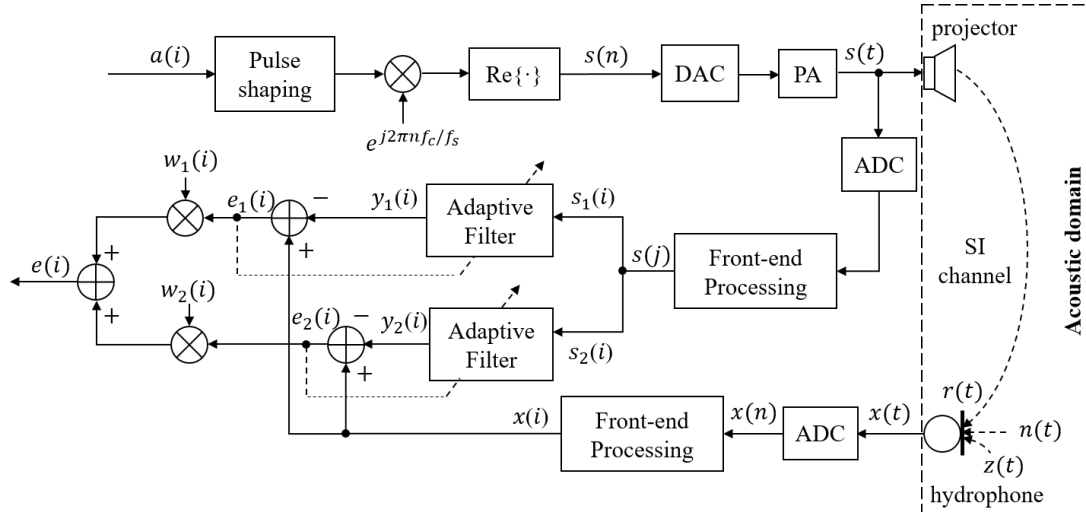 projector
a(i)
Pulse
shaping
Re{·}
s(n)
DAC
PA
s(t)
e^{j2πnf_c/f_s}
ADC
w_1(i)
e_1(i)
−
+
y_1(i)
Adaptive
Filter
s_1(i)
s(j)
Front-end
Processing
SI
channel
Acoustic domain
e(i)
+
+
w_2(i)
e_2(i)
−
+
y_2(i)
Adaptive
Filter
s_2(i)
x(i)
Front-end
Processing
x(n)
ADC
x(t)
r(t)
n(t)
z(t)
hydrophone